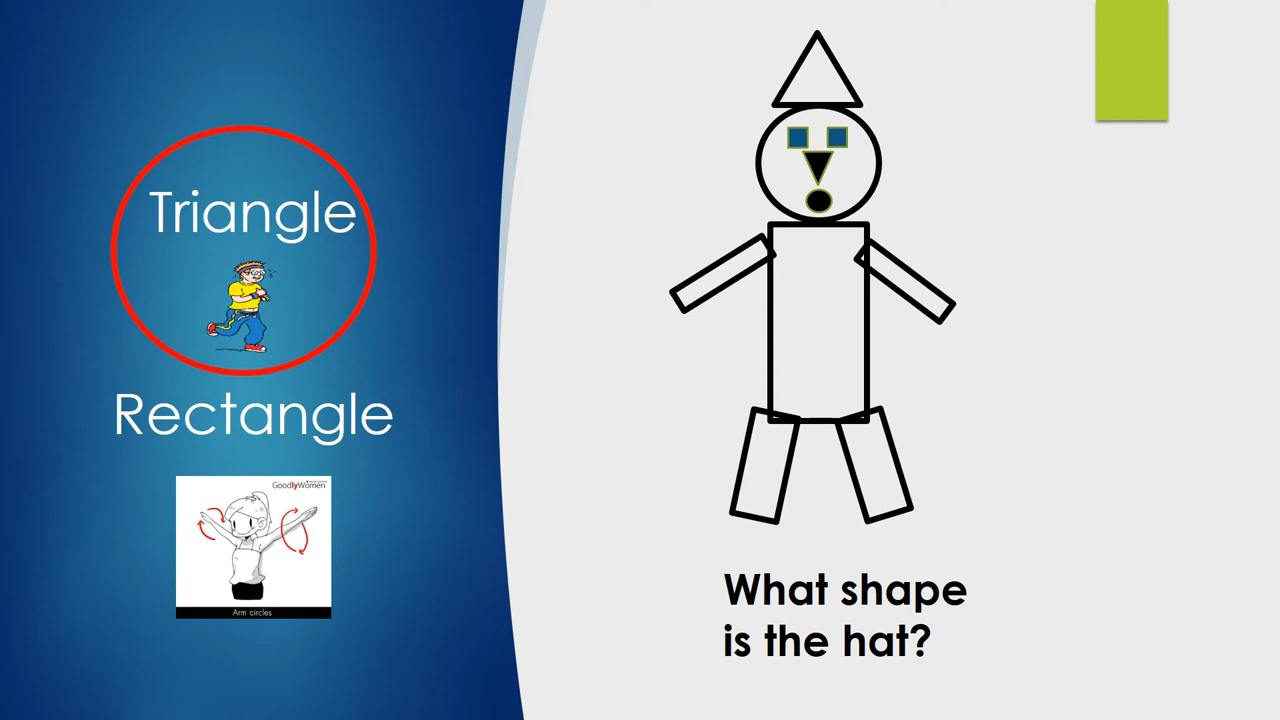 Triangle
Rectangle
GoodlyWomen
Arm circles
What shape
is the hat?